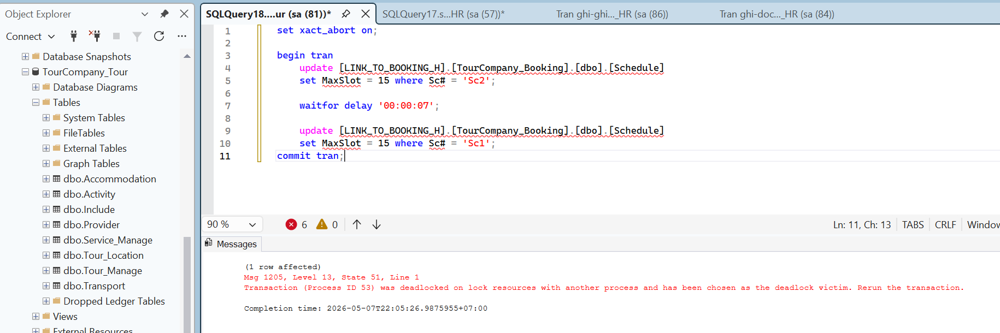 Object Explorer
Connect
Database Snapshots
TourCompany_Tour
Database Diagrams
Tables
System Tables
FileTables
External Tables
Graph Tables
dbo.Accommodation
dbo.Activity
dbo.Include
dbo.Provider
dbo.Service_Manage
dbo.Tour_Location
dbo.Tour_Manage
dbo.Transport
Dropped Ledger Tables
Views
External Resources
SQLQuery18....ur (sa (81))*
SQLQuery17.s...HR (sa (57))*
Tran ghi-ghi..._HR (sa (86))
Tran ghi-doc..._HR (sa (84))
1 set xact_abort on;
2
3 begin tran
4 update [LINK_TO_BOOKING_H].[TourCompany_Booking].[dbo].[Schedule]
5 set MaxSlot = 15 where Sc# = 'Sc2';
6
7 waitfor delay '00:00:07';
8
9 update [LINK_TO_BOOKING_H].[TourCompany_Booking].[dbo].[Schedule]
10 set MaxSlot = 15 where Sc# = 'Sc1';
11 commit tran;
90 %
6
0
Ln: 11, Ch: 13
TABS
CRLF
Window
Messages
(1 row affected)
Msg 1205, Level 13, State 51, Line 1
Transaction (Process ID 53) was deadlocked on lock resources with another process and has been chosen as the deadlock victim. Rerun the transaction.
Completion time: 2026-05-07T22:05:26.9875955+07:00